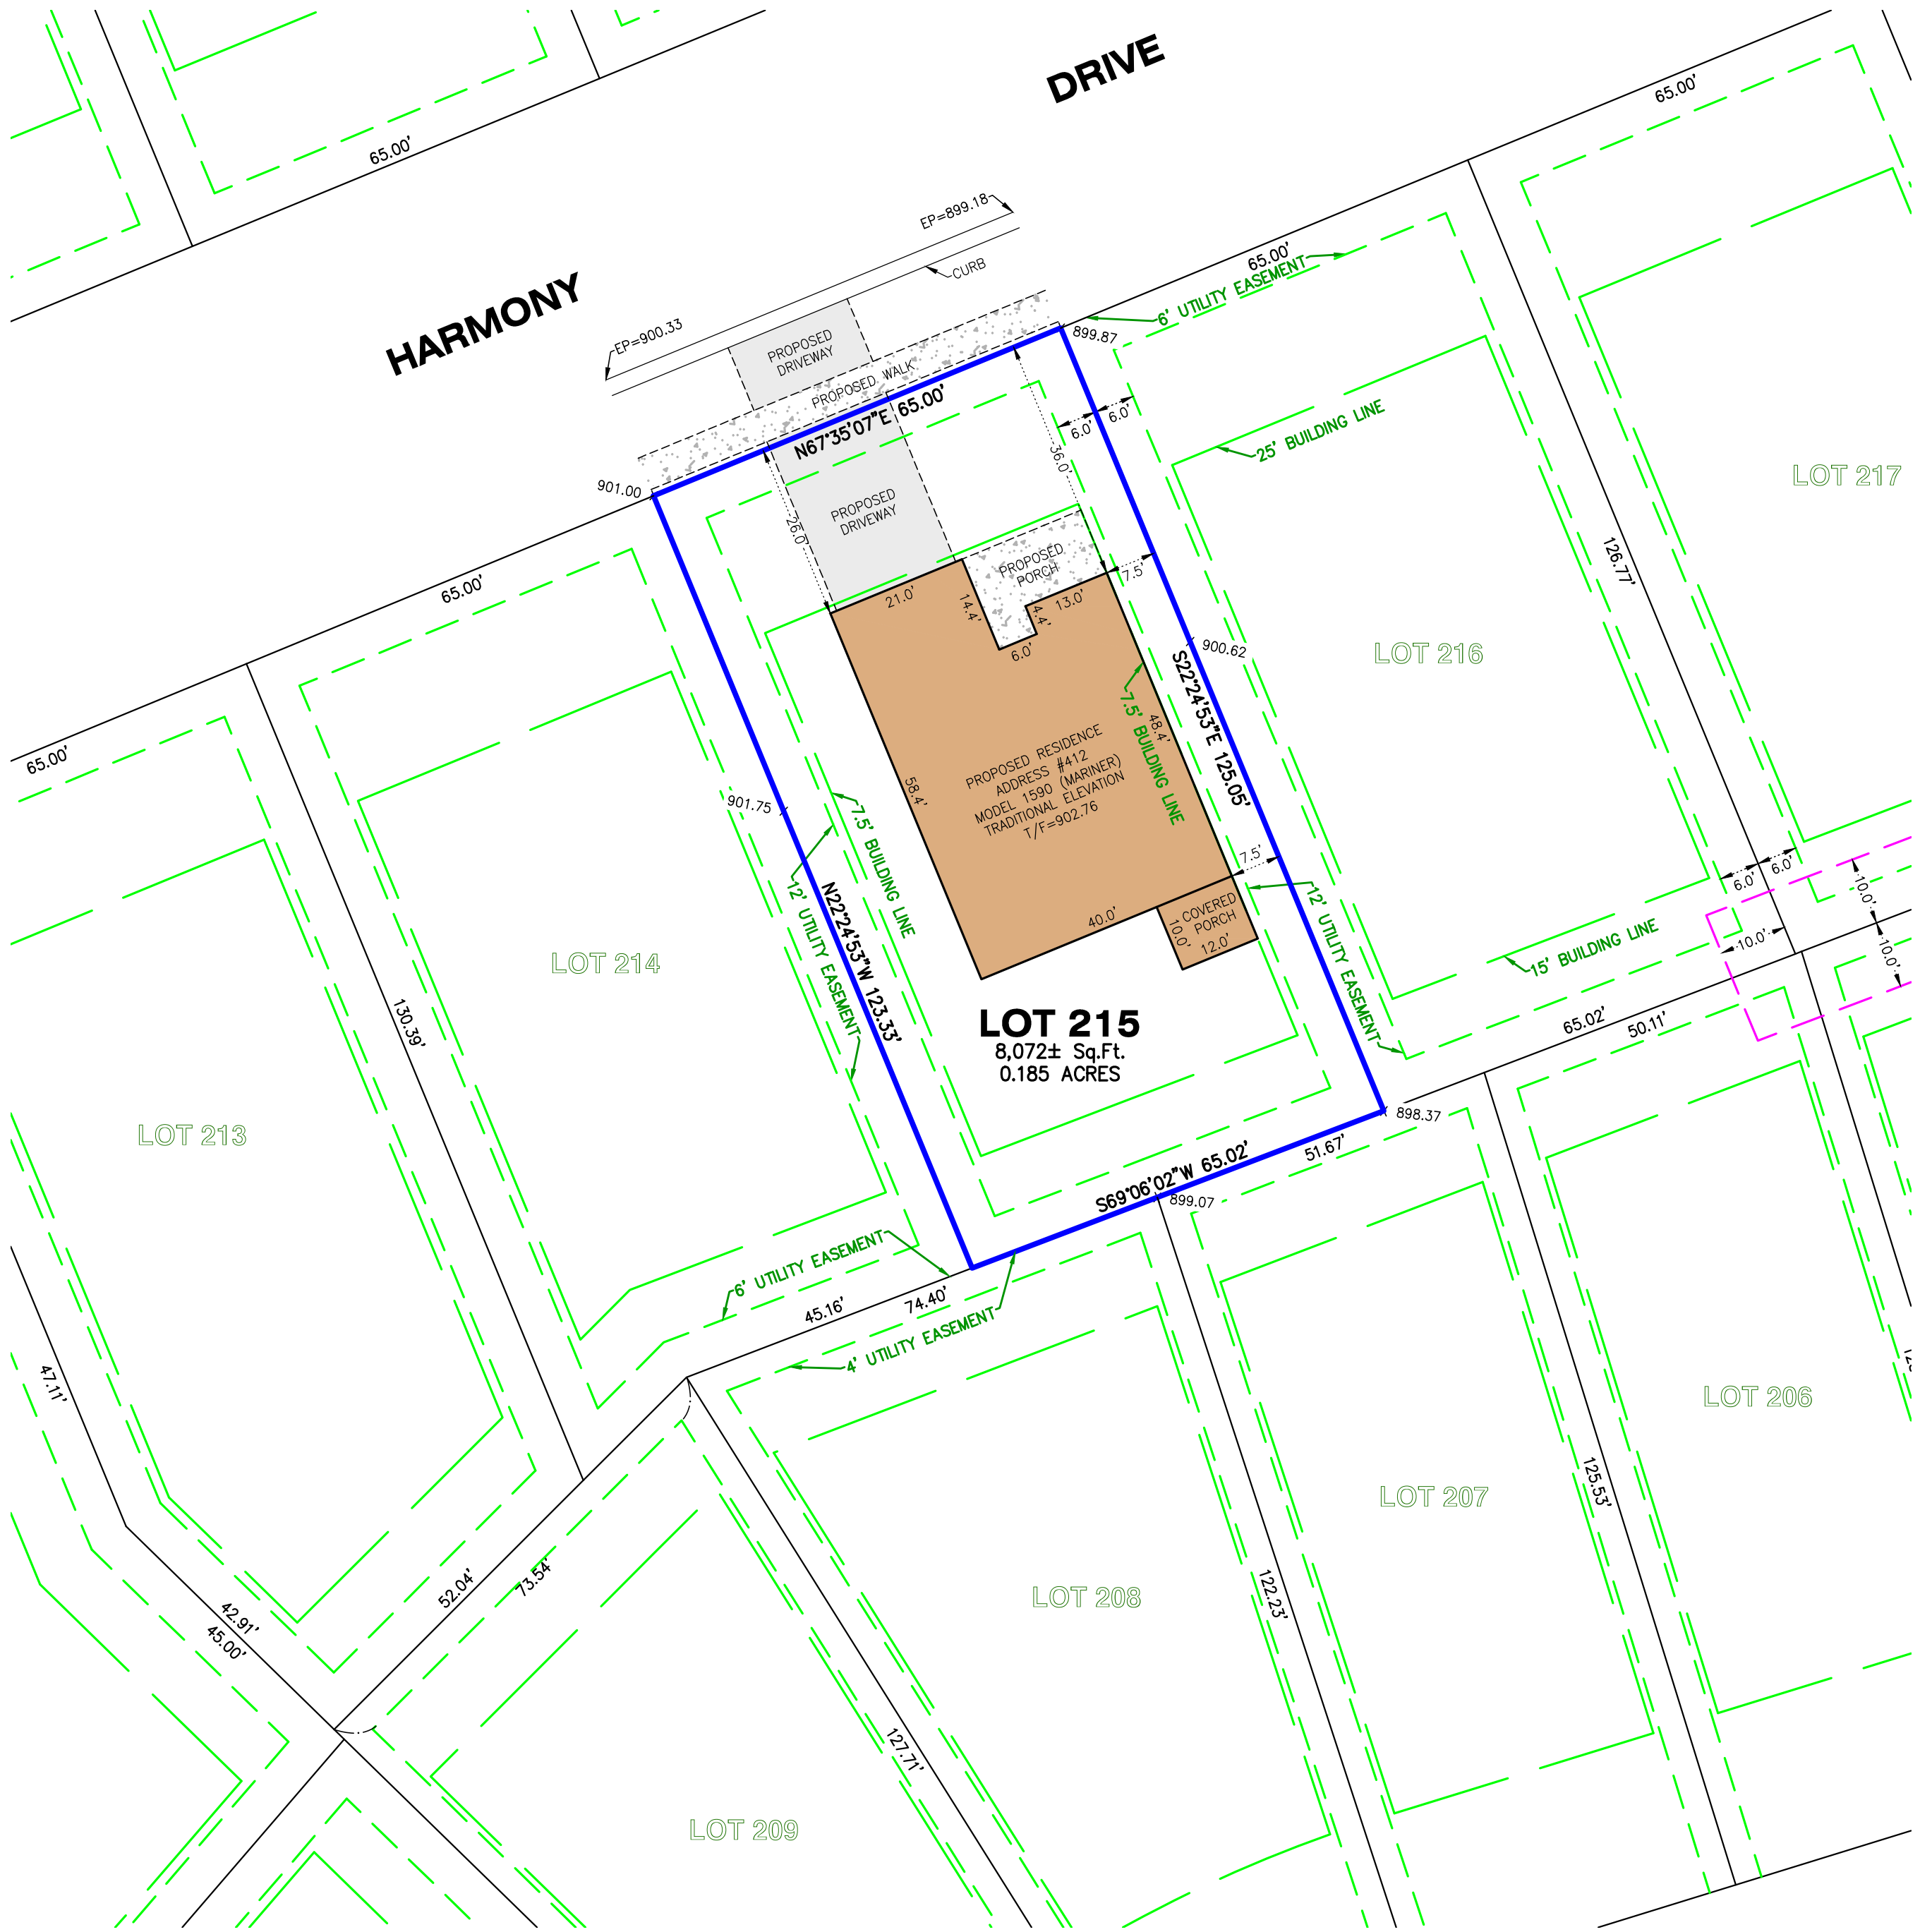 DRIVE
HARMONY
65.00'
65.00'
EP=899.18
CURB
EP=900.33
65.00'
6' UTILITY EASEMENT
899.87
PROPOSED
DRIVEWAY
PROPOSED WALK
N67°35'07"E 65.00'
6.0'
6.0'
36.0'
25' BUILDING LINE
LOT 217
901.00
26.0'
PROPOSED
DRIVEWAY
PROPOSED
PORCH
7.5'
126.77'
65.00'
21.0'
14.4'
4.4'
13.0'
6.0'
900.62
LOT 216
65.00'
S22°24'53"E 125.05'
7.5' BUILDING LINE
48.4'
PROPOSED RESIDENCE
ADDRESS #412
MODEL 1590 (MARINER)
TRADITIONAL ELEVATION
T/F=902.76
58.4'
901.75
7.5' BUILDING LINE
12' UTILITY EASEMENT
N22°24'53"W 123.33'
7.5'
12' UTILITY EASEMENT
40.0'
COVERED
PORCH
10.0'
12.0'
6.0'
6.0'
10.0'
10.0'
10.0'
15' BUILDING LINE
LOT 214
130.39'
LOT 215
8,072± Sq.Ft.
0.185 ACRES
65.02'
50.11'
LOT 213
898.37
51.67'
S69°06'02"W 65.02'
899.07
6' UTILITY EASEMENT
45.16'
74.40'
4' UTILITY EASEMENT
47.11'
LOT 206
125.53'
LOT 207
52.04'
73.54'
42.91'
45.00'
LOT 208
122.23'
127.71'
LOT 209